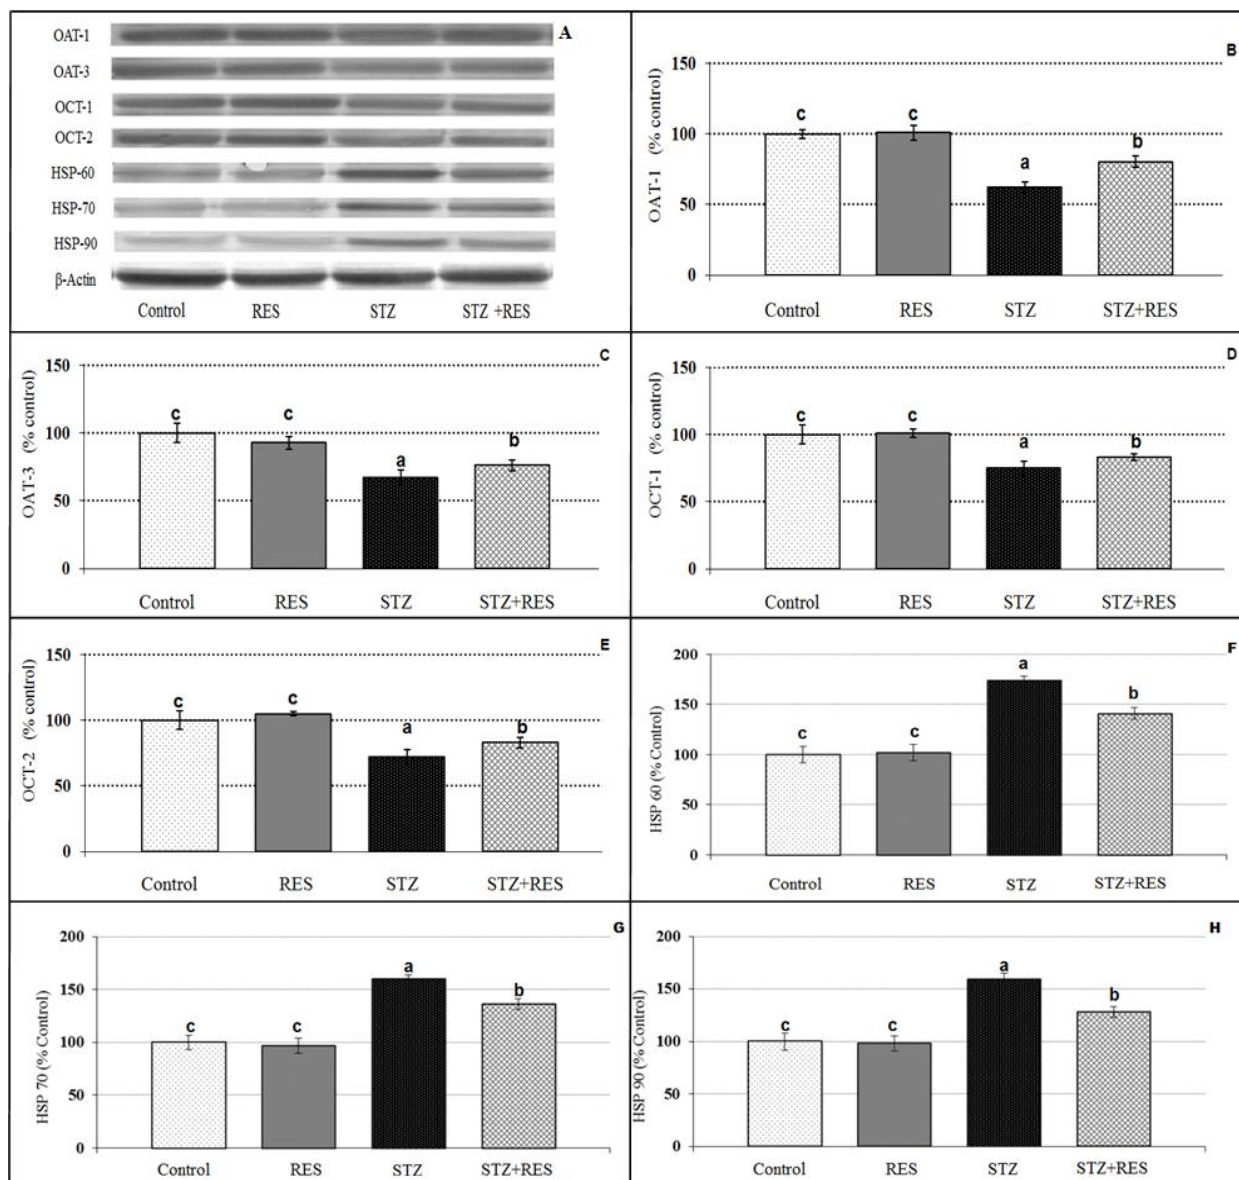 A
OAT-1
OAT-3
OCT-1
OCT-2
HSP-60
HSP-70
HSP-90
β-Actin
Control RES STZ STZ +RES
B
OAT-1 (% control)
150
100
50
0
c c a b
Control RES STZ STZ+RES
C
OAT-3 (% control)
150
100
50
0
c c a b
Control RES STZ STZ+RES
D
OCT-1 (% control)
150
100
50
0
c c a b
Control RES STZ STZ+RES
E
OCT-2 (% control)
150
100
50
0
c c a b
Control RES STZ STZ+RES
F
HSP 60 (% Control)
200
150
100
50
0
c c a b
Control RES STZ STZ+RES
G
HSP 70 (% Control)
200
150
100
50
0
c c a b
Control RES STZ STZ+RES
H
HSP 90 (% Control)
200
150
100
50
0
c c a b
Control RES STZ STZ+RES